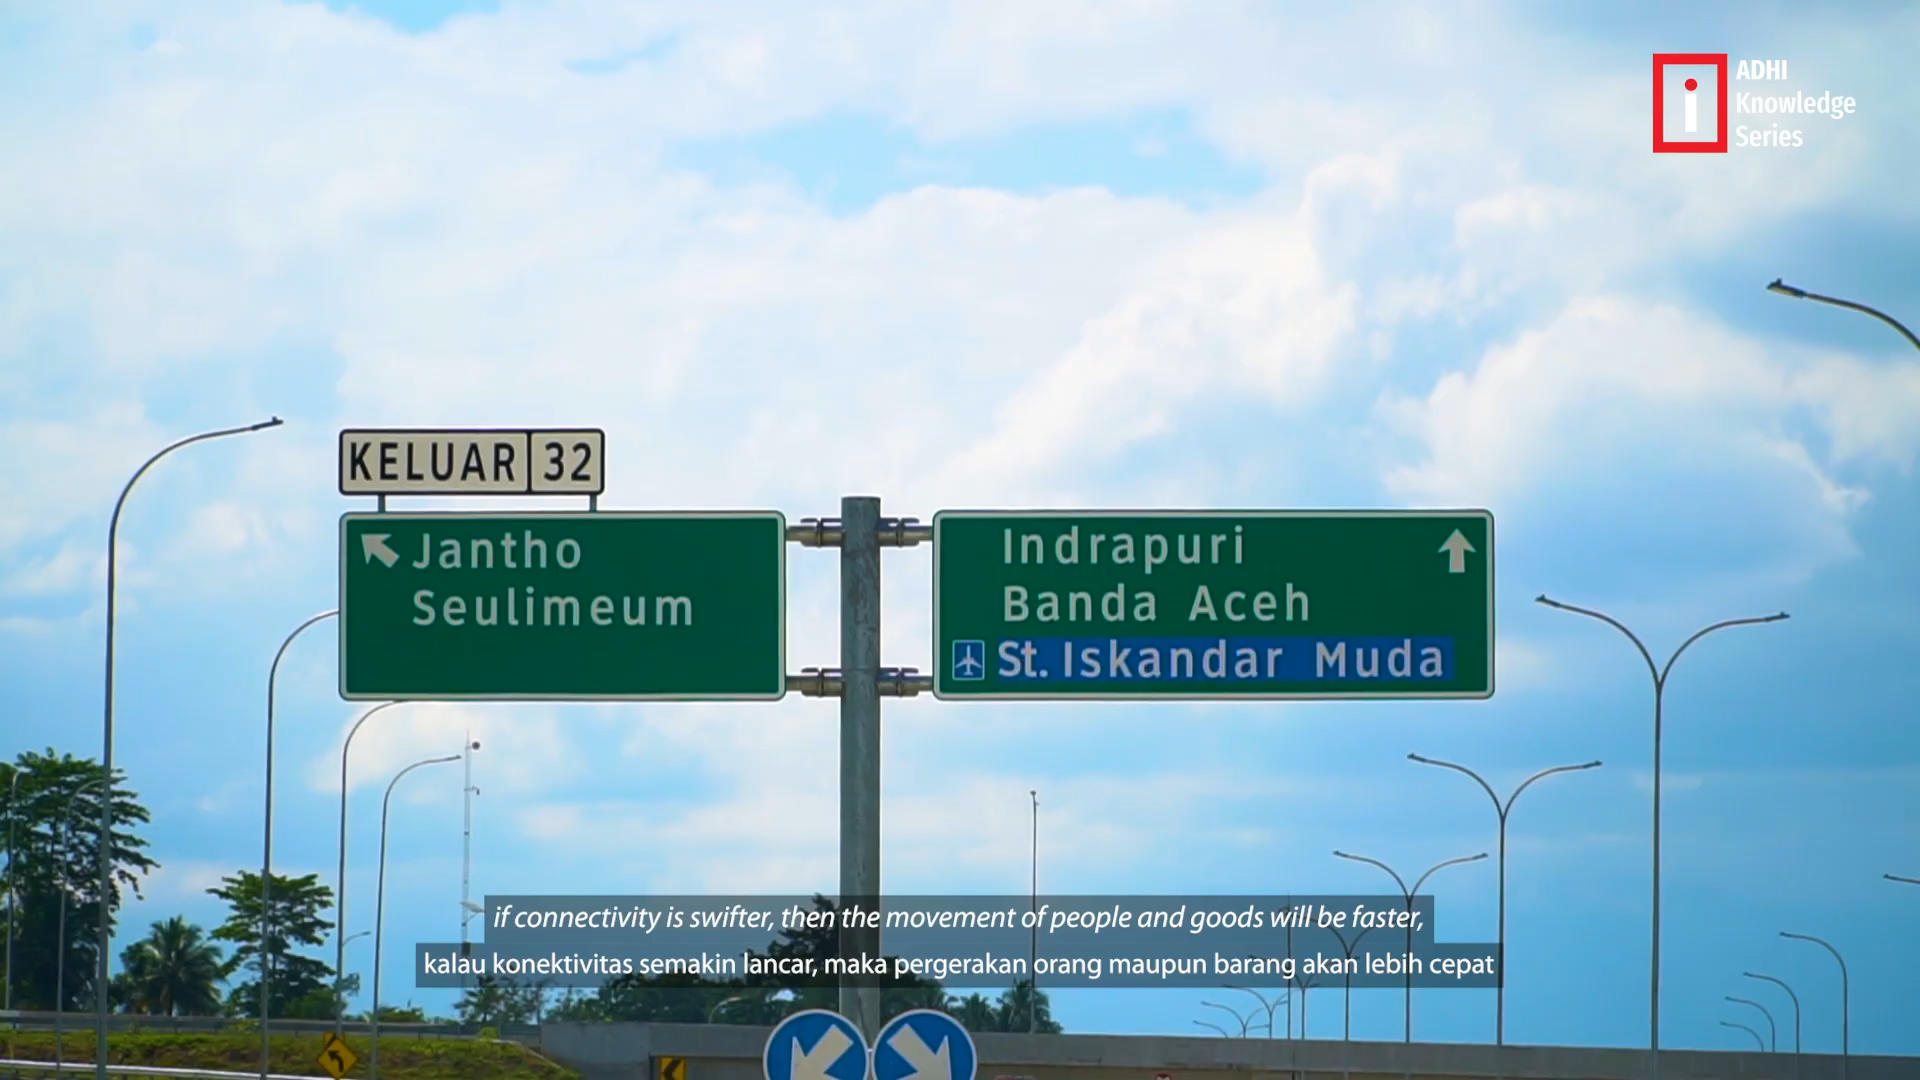 ADHI
Knowledge
Series
KELUAR 32
Jantho
Seulimeum
Indrapuri
Banda Aceh
St. Iskandar Muda
if connectivity is swifter, then the movement of people and goods will be faster,
kalau konektivitas semakin lancar, maka pergerakan orang maupun barang akan lebih cepat